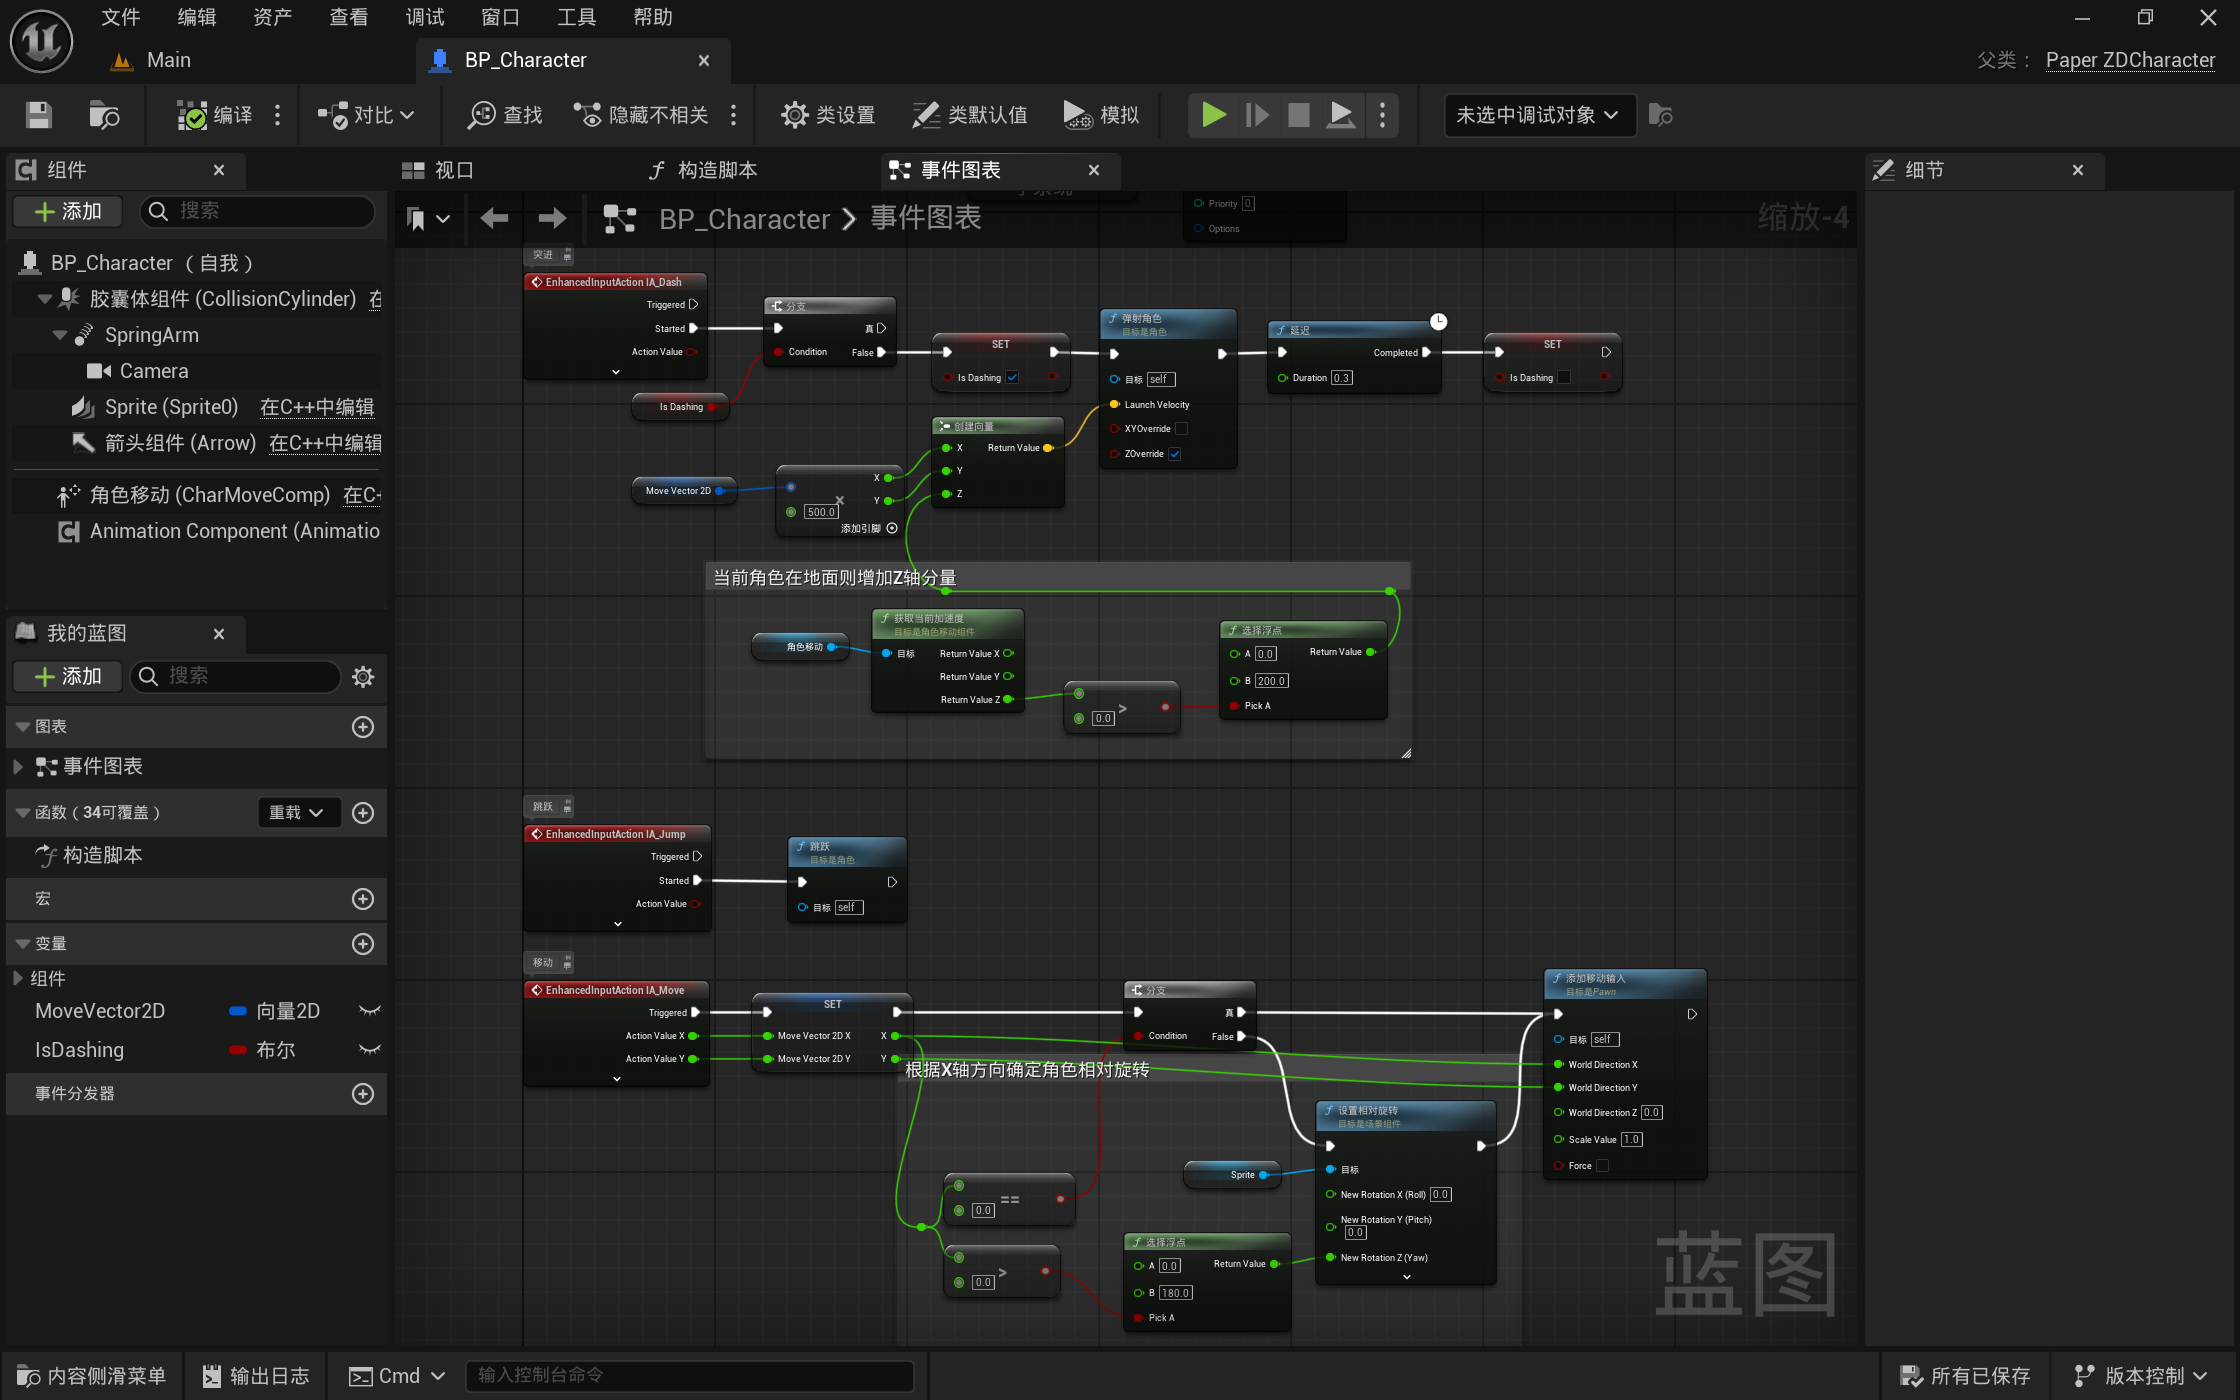 文件 编辑 资产 查看 调试 窗口 工具 帮助
Main
BP_Character
父类： Paper ZDCharacter
编译
对比
查找
隐藏不相关
类设置
类默认值
模拟
未选中调试对象
组件
添加
搜索
BP_Character （自我）
胶囊体组件 (CollisionCylinder) 在
SpringArm
Camera
Sprite (Sprite0) 在C++中编辑
箭头组件 (Arrow) 在C++中编辑
角色移动 (CharMoveComp) 在C+
Animation Component (Animatio
我的蓝图
添加
搜索
图表
事件图表
函数（34可覆盖） 重载
构造脚本
宏
变量
组件
MoveVector2D 向量2D
IsDashing 布尔
事件分发器
视口
构造脚本
事件图表
BP_Character 事件图表
缩放-4
Priority 0
Options
突进
EnhancedInputAction IA_Dash
Triggered
Started
Action Value
分支
真
Condition False
Is Dashing
SET
Is Dashing
弹射角色
目标是角色
目标 self
Launch Velocity
XYOverride
ZOverride
延迟
Completed
Duration 0.3
SET
Is Dashing
Move Vector 2D
X
Y
500.0
×
添加引脚
创建向量
X Return Value
Y
Z
当前角色在地面则增加Z轴分量
角色移动
获取当前加速度
目标是角色移动组件
目标 Return Value X
Return Value Y
Return Value Z
0.0 >
选择浮点
A 0.0 Return Value
B 200.0
Pick A
跳跃
EnhancedInputAction IA_Jump
Triggered
Started
Action Value
跳跃
目标是角色
目标 self
移动
EnhancedInputAction IA_Move
Triggered
Action Value X
Action Value Y
SET
Move Vector 2D X X
Move Vector 2D Y Y
分支
真
Condition False
根据X轴方向确定角色相对旋转
0.0 ==
0.0 >
选择浮点
A 0.0 Return Value
B 180.0
Pick A
Sprite
设置相对旋转
目标是场景组件
目标
New Rotation X (Roll) 0.0
New Rotation Y (Pitch)
0.0
New Rotation Z (Yaw)
添加移动输入
目标是Pawn
目标 self
World Direction X
World Direction Y
World Direction Z 0.0
Scale Value 1.0
Force
蓝图
细节
内容侧滑菜单
输出日志
Cmd
输入控制台命令
所有已保存
版本控制